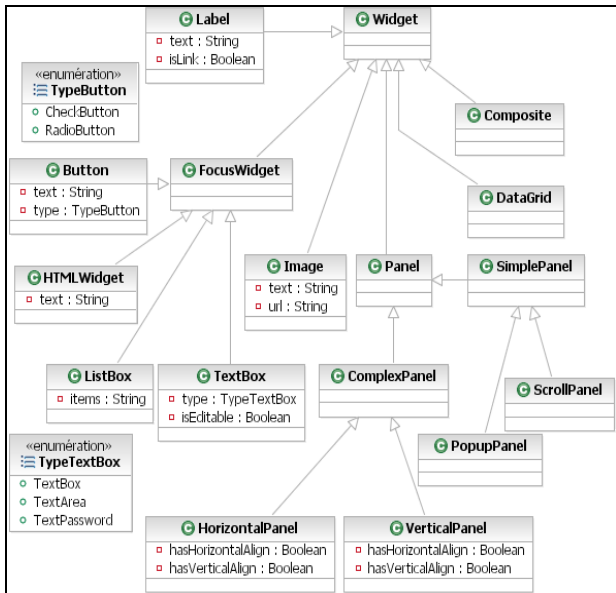 Label
text : String
isLink : Boolean
Widget
«enumération»
TypeButton
CheckButton
RadioButton
Composite
Button
text : String
type : TypeButton
FocusWidget
DataGrid
HTMLWidget
text : String
Image
text : String
url : String
Panel
SimplePanel
ListBox
items : String
TextBox
type : TypeTextBox
isEditable : Boolean
ComplexPanel
ScrollPanel
«enumération»
TypeTextBox
TextBox
TextArea
TextPassword
PopupPanel
HorizontalPanel
hasHorizontalAlign : Boolean
hasVerticalAlign : Boolean
VerticalPanel
hasHorizontalAlign : Boolean
hasVerticalAlign : Boolean